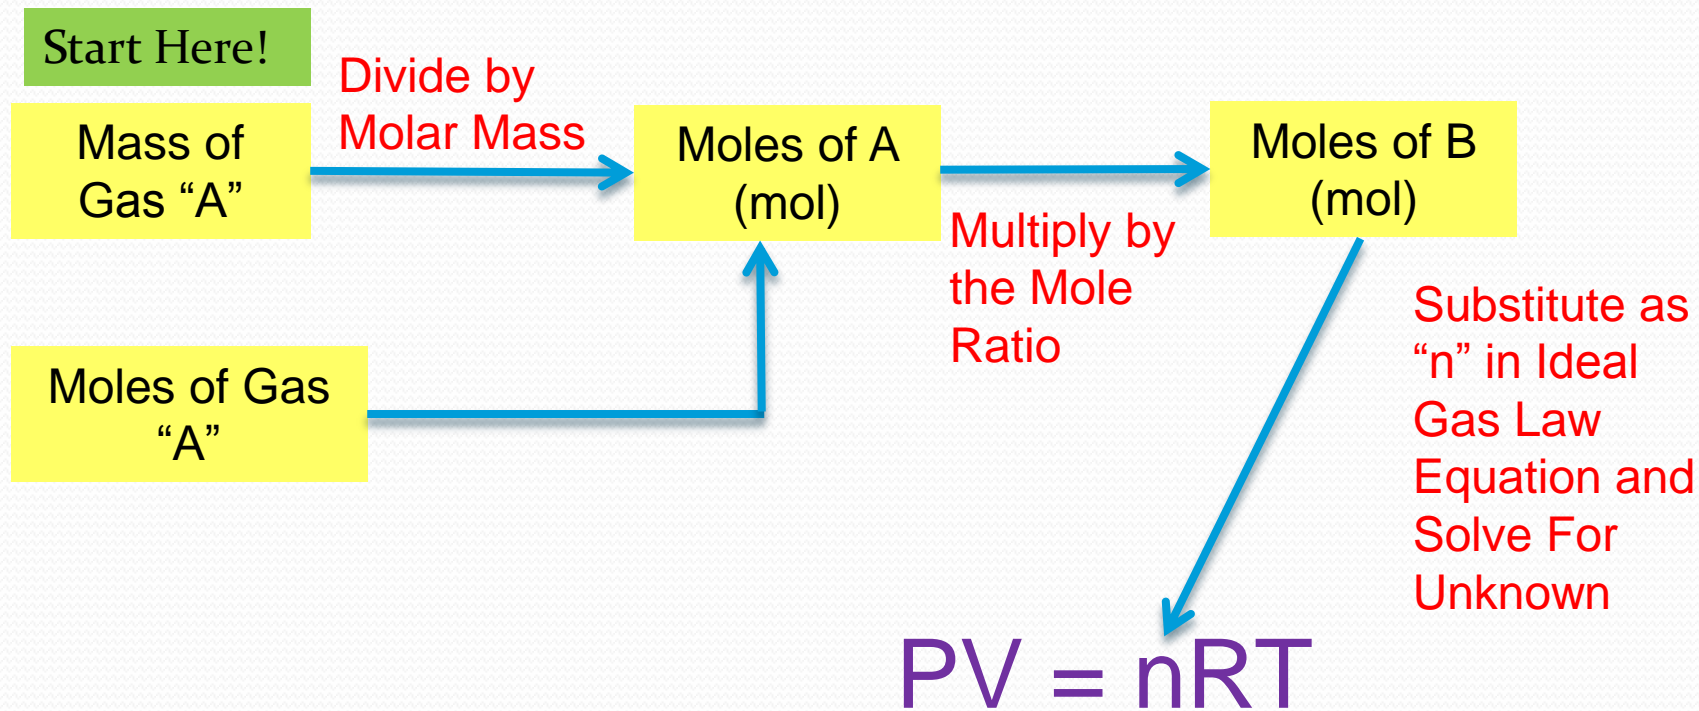 Start Here!
Divide by
Molar Mass
Mass of
Gas “A”
Moles of A
(mol)
Moles of B
(mol)
Multiply by
the Mole
Ratio
Moles of Gas
“A”
Substitute as
“n” in Ideal
Gas Law
Equation and
Solve For
Unknown
PV = nRT